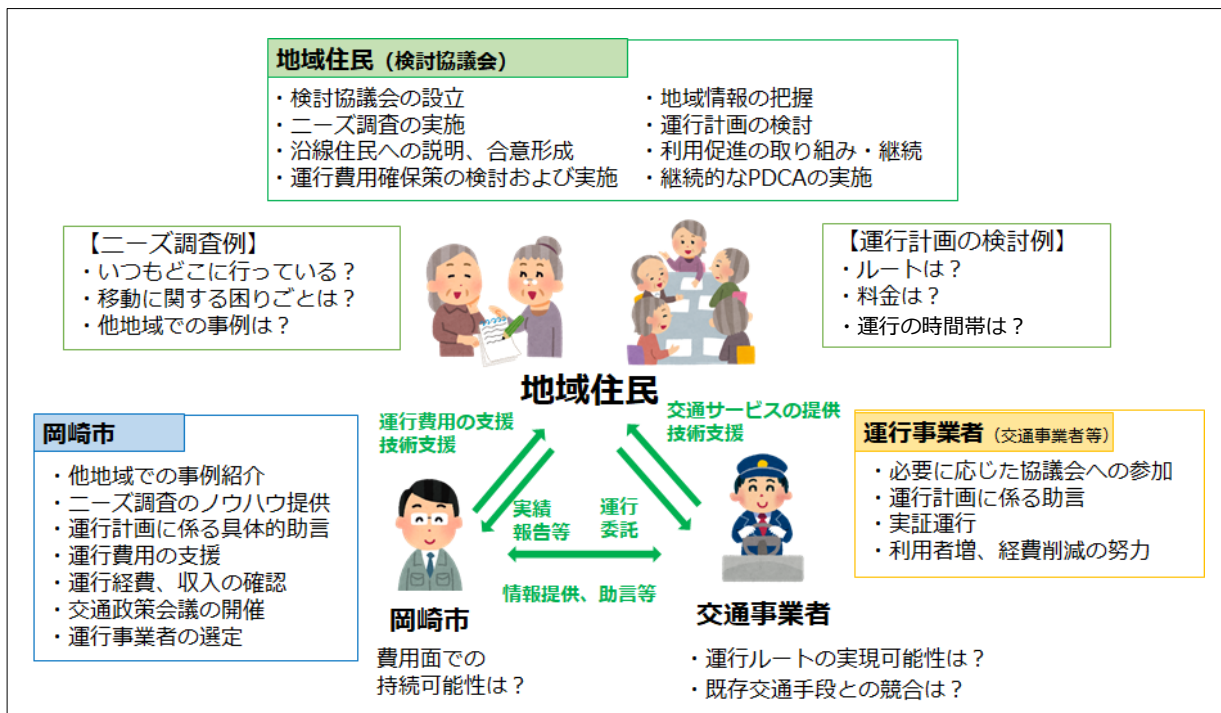 地域住民（検討協議会）
・検討協議会の設立
・ニーズ調査の実施
・沿線住民への説明、合意形成
・運行費用確保策の検討および実施
・地域情報の把握
・運行計画の検討
・利用促進の取り組み・継続
・継続的なPDCAの実施
【ニーズ調査例】
・いつもどこに行っている？
・移動に関する困りごとは？
・他地域での事例は？
【運行計画の検討例】
・ルートは？
・料金は？
・運行の時間帯は？
地域住民
運行費用の支援
技術支援
交通サービスの提供
技術支援
岡崎市
・他地域での事例紹介
・ニーズ調査のノウハウ提供
・運行計画に係る具体的助言
・運行費用の支援
・運行経費、収入の確認
・交通政策会議の開催
・運行事業者の選定
実績
報告等
運行
委託
情報提供、助言等
運行事業者（交通事業者等）
・必要に応じた協議会への参加
・運行計画に係る助言
・実証運行
・利用者増、経費削減の努力
岡崎市
費用面での
持続可能性は？
交通事業者
・運行ルートの実現可能性は？
・既存交通手段との競合は？